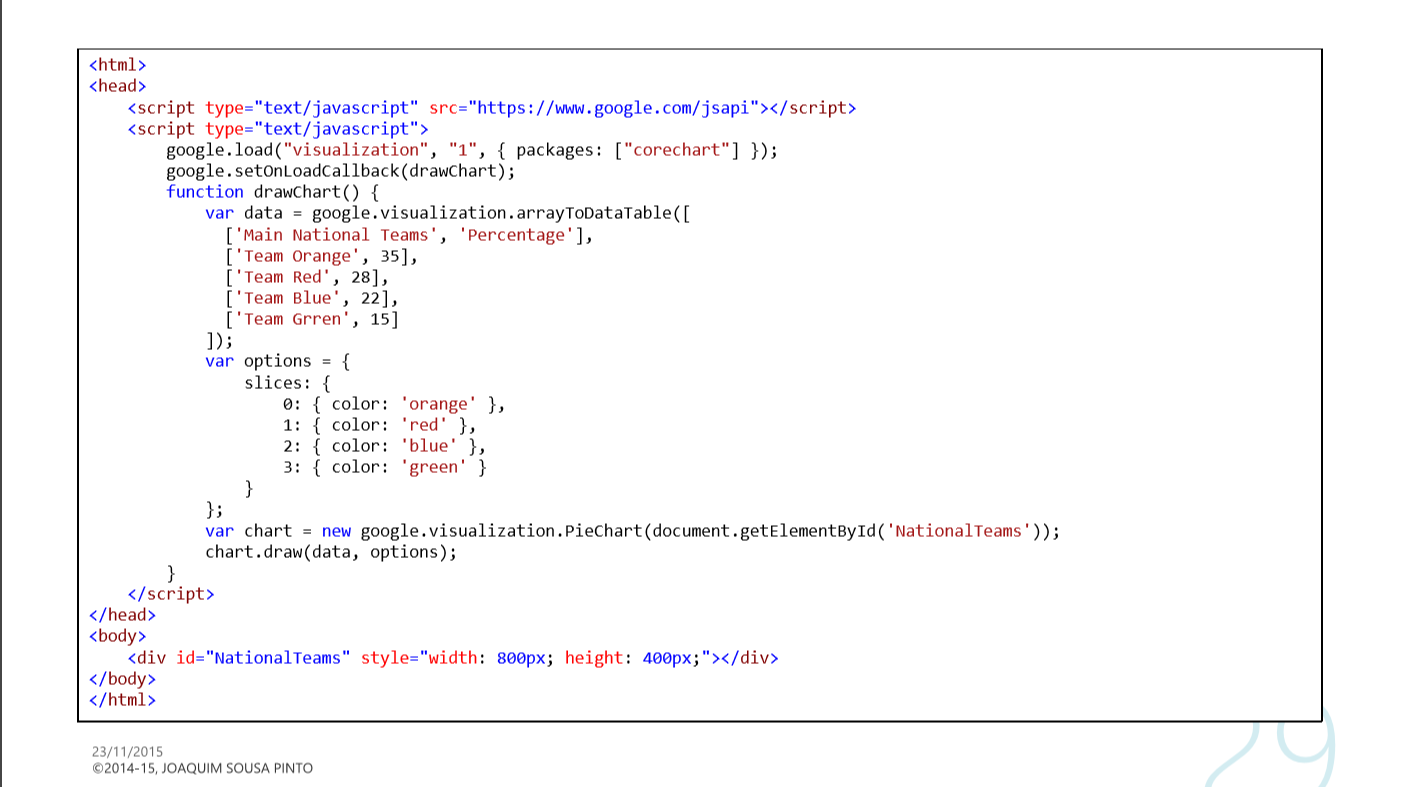 <html>
<head>
    <script type="text/javascript" src="https://www.google.com/jsapi"></script>
    <script type="text/javascript">
        google.load("visualization", "1", { packages: ["corechart"] });
        google.setOnLoadCallback(drawChart);
        function drawChart() {
            var data = google.visualization.arrayToDataTable([
              ['Main National Teams', 'Percentage'],
              ['Team Orange', 35],
              ['Team Red', 28],
              ['Team Blue', 22],
              ['Team Grren', 15]
            ]);
            var options = {
                slices: {
                    0: { color: 'orange' },
                    1: { color: 'red' },
                    2: { color: 'blue' },
                    3: { color: 'green' }
                }
            };
            var chart = new google.visualization.PieChart(document.getElementById('NationalTeams'));
            chart.draw(data, options);
        }
    </script>
</head>
<body>
    <div id="NationalTeams" style="width: 800px; height: 400px;"></div>
</body>
</html>
23/11/2015
©2014-15, JOAQUIM SOUSA PINTO
29